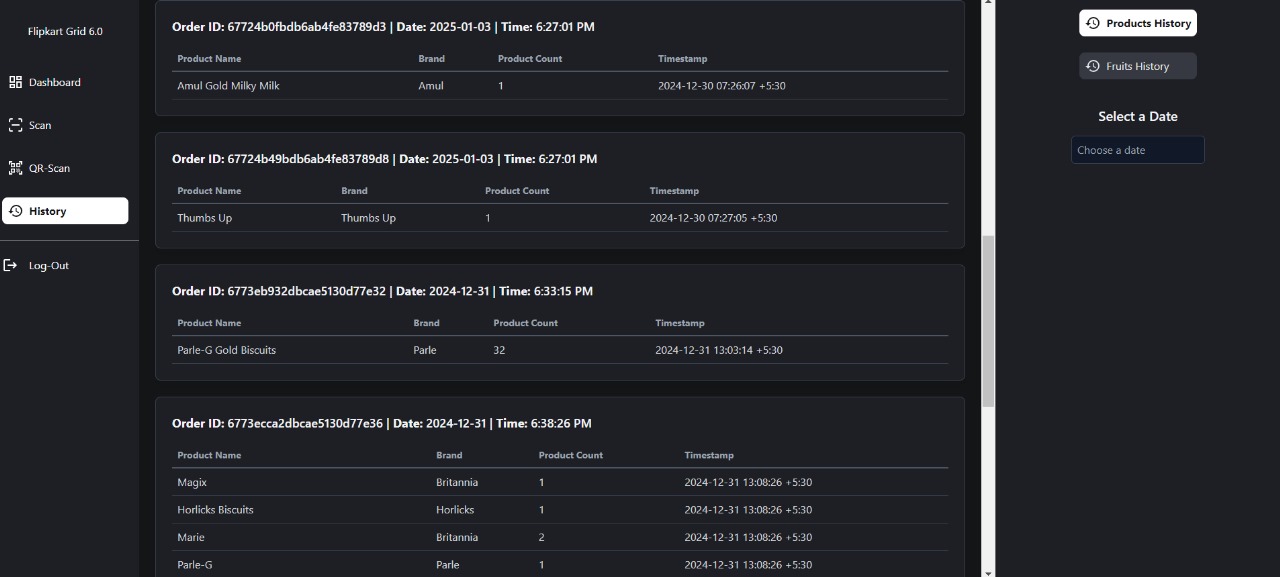 Flipkart Grid 6.0
Dashboard
Scan
QR-Scan
History
Log-Out
Order ID: 67724b0fbdb6ab4fe83789d3 | Date: 2025-01-03 | Time: 6:27:01 PM
Product Name Brand Product Count Timestamp
Amul Gold Milky Milk Amul 1 2024-12-30 07:26:07 +5:30
Order ID: 67724b49bdb6ab4fe83789d8 | Date: 2025-01-03 | Time: 6:27:01 PM
Product Name Brand Product Count Timestamp
Thumbs Up Thumbs Up 1 2024-12-30 07:27:05 +5:30
Order ID: 6773eb932dbcae5130d77e32 | Date: 2024-12-31 | Time: 6:33:15 PM
Product Name Brand Product Count Timestamp
Parle-G Gold Biscuits Parle 32 2024-12-31 13:03:14 +5:30
Order ID: 6773ecca2dbcae5130d77e36 | Date: 2024-12-31 | Time: 6:38:26 PM
Product Name Brand Product Count Timestamp
Magix Britannia 1 2024-12-31 13:08:26 +5:30
Horlicks Biscuits Horlicks 1 2024-12-31 13:08:26 +5:30
Marie Britannia 2 2024-12-31 13:08:26 +5:30
Parle-G Parle 1 2024-12-31 13:08:26 +5:30
Products History
Fruits History
Select a Date
Choose a date